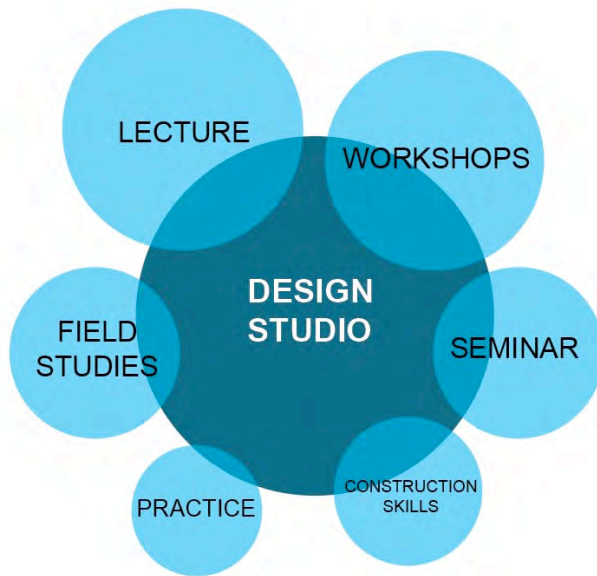 LECTURE
WORKSHOPS
DESIGN
STUDIO
FIELD
STUDIES
SEMINAR
PRACTICE
CONSTRUCTION
SKILLS